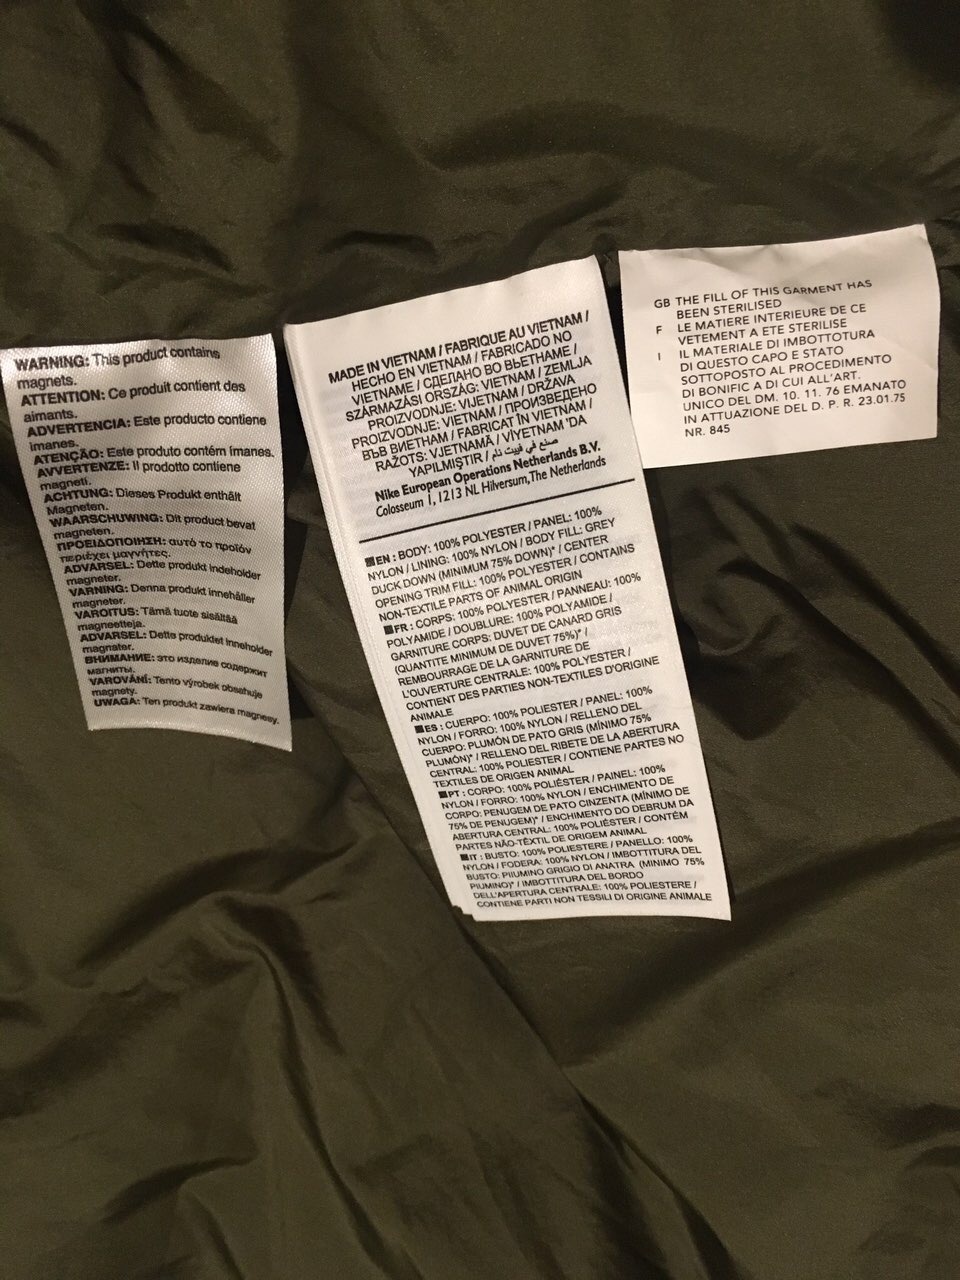 WARNING: This product contains
magnets.
ATTENTION: Ce produit contient des
aimants.
ADVERTENCIA: Este producto contiene
imanes.
ATENÇÃO: Este produto contém ímanes.
AVVERTENZE: Il prodotto contiene
magneti.
ACHTUNG: Dieses Produkt enthält
Magneten.
WAARSCHUWING: Dit product bevat
magneten.
ΠΡΟΕΙΔΟΠΟΙΗΣΗ: αυτό το προϊόν
περιέχει μαγνήτες.
ADVARSEL: Dette produkt indeholder
magneter.
VARNING: Denna produkt innehåller
magneter.
VAROITUS: Tämä tuote sisältää
magneetteja.
ADVARSEL: Dette produktet inneholder
magnater.
ВНИМАНИЕ: это изделие содержит
магниты.
VAROVÁNÍ: Tento výrobek obsahuje
magnety.
UWAGA: Ten produkt zawiera magnesy.
MADE IN VIETNAM / FABRIQUE AU VIETNAM /
HECHO EN VIETNAM / FABRICADO NO
VIETNAME / СДЕЛАНО ВО ВЬЕТНАМЕ /
SZÁRMAZÁSI ORSZÁG: VIETNAM / ZEMLJA
PROIZVODNJE: VIJETNAM / DRŽAVA
PROIZVODNJE: VIETNAM / ПРОИЗВЕДЕНО
ВЪВ ВИЕТНАМ / FABRICAT ÎN VIETNAM /
RAŽOTS: VJETNAMĀ / VİYETNAM 'DA
YAPILMIŞTIR / صنع في فييت نام
Nike European Operations Netherlands B.V.
Colosseum 1, 1213 NL Hilversum, The Netherlands
■EN : BODY: 100% POLYESTER / PANEL: 100%
NYLON / LINING: 100% NYLON / BODY FILL: GREY
DUCK DOWN (MINIMUM 75% DOWN)* / CENTER
OPENING TRIM FILL: 100% POLYESTER / CONTAINS
NON-TEXTILE PARTS OF ANIMAL ORIGIN
■FR : CORPS: 100% POLYESTER / PANNEAU: 100%
POLYAMIDE / DOUBLURE: 100% POLYAMIDE /
GARNITURE CORPS: DUVET DE CANARD GRIS
(QUANTITE MINIMUM DE DUVET 75%)* /
REMBOURRAGE DE LA GARNITURE DE
L'OUVERTURE CENTRALE: 100% POLYESTER /
CONTIENT DES PARTIES NON-TEXTILES D'ORIGINE
ANIMALE
■ES : CUERPO: 100% POLIÉSTER / PANEL: 100%
NYLON / FORRO: 100% NYLON / RELLENO DEL
CUERPO: PLUMÓN DE PATO GRIS (MÍNIMO 75%
PLUMÓN)* / RELLENO DEL RIBETE DE LA ABERTURA
CENTRAL: 100% POLIESTER / CONTIENE PARTES NO
TEXTILES DE ORIGEN ANIMAL
■PT : CORPO: 100% POLIÉSTER / PAINEL: 100%
NYLON / FORRO: 100% NYLON / ENCHIMENTO DE
CORPO: PENUGEM DE PATO CINZENTA (MÍNIMO DE
75% DE PENUGEM)* / ENCHIMENTO DO DEBRUM DA
ABERTURA CENTRAL: 100% POLIÉSTER / CONTÉM
PARTES NÃO-TÊXTIL DE ORIGEM ANIMAL
■IT : BUSTO: 100% POLIESTERE / PANELLO: 100%
NYLON / FODERA: 100% NYLON / IMBOTTITURA DEL
BUSTO: PIIUMINO GRIGIO DI ANATRA (MINIMO 75%
PIUMINO)* / IMBOTTITURA DEL BORDO
DELL'APERTURA CENTRALE: 100% POLIESTERE /
CONTIENE PARTI NON TESSILI DI ORIGINE ANIMALE
GB THE FILL OF THIS GARMENT HAS
BEEN STERILISED
F LE MATIERE INTERIEURE DE CE
VETEMENT A ETE STERILISE
I IL MATERIALE DI IMBOTTOTURA
DI QUESTO CAPO E STATO
SOTTOPOSTO AL PROCEDIMENTO
DI BONIFIC A DI CUI ALL'ART.
UNICO DEL DM. 10. 11. 76 EMANATO
IN ATTUAZIONE DEL D. P. R. 23.01.75
NR. 845